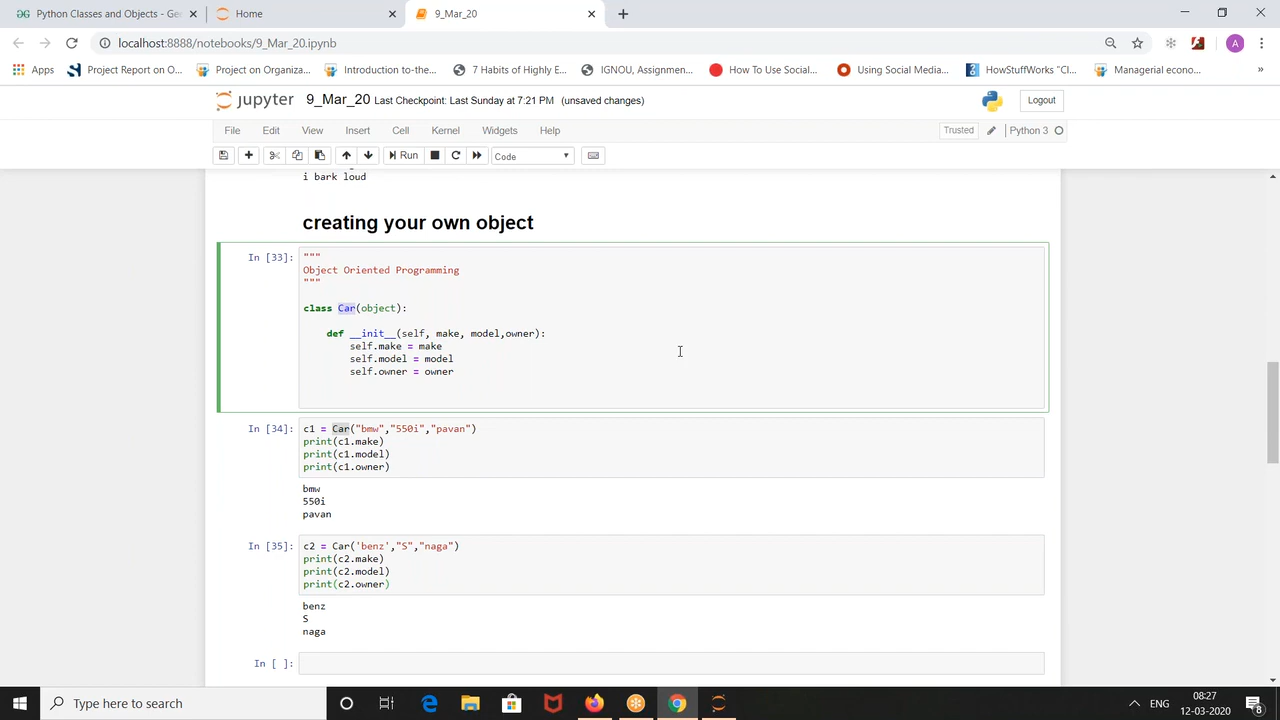 Python Classes and Objects - Ge
Home
9_Mar_20
localhost:8888/notebooks/9_Mar_20.ipynb
A
Apps
Project Report on O...
Project on Organiza...
Introduction to-the...
7 Habits of Highly E...
IGNOU, Assignmen...
How To Use Social...
Using Social Media...
HowStuffWorks "Cl...
Managerial econo...
»
jupyter 9_Mar_20 Last Checkpoint: Last Sunday at 7:21 PM (unsaved changes)
Logout
File Edit View Insert Cell Kernel Widgets Help
Trusted
Python 3
Run
Code
i bark loud
creating your own object
In [33]:
"""
Object Oriented Programming
"""
class Car(object):
def __init__(self, make, model,owner):
self.make = make
self.model = model
self.owner = owner
In [34]:
c1 = Car("bmw","550i","pavan")
print(c1.make)
print(c1.model)
print(c1.owner)
bmw
550i
pavan
In [35]:
c2 = Car('benz',"S","naga")
print(c2.make)
print(c2.model)
print(c2.owner)
benz
S
naga
In [ ]:
Type here to search
ENG
08:27
12-03-2020
8